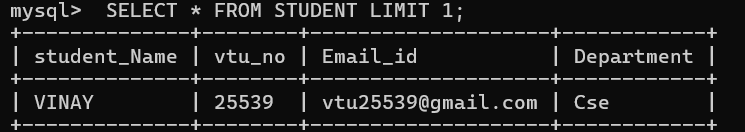 mysql>  SELECT * FROM STUDENT LIMIT 1;
+--------------+--------+--------------------+------------+
| student_Name | vtu_no | Email_id           | Department |
+--------------+--------+--------------------+------------+
| VINAY        | 25539  | vtu25539@gmail.com | Cse        |
+--------------+--------+--------------------+------------+